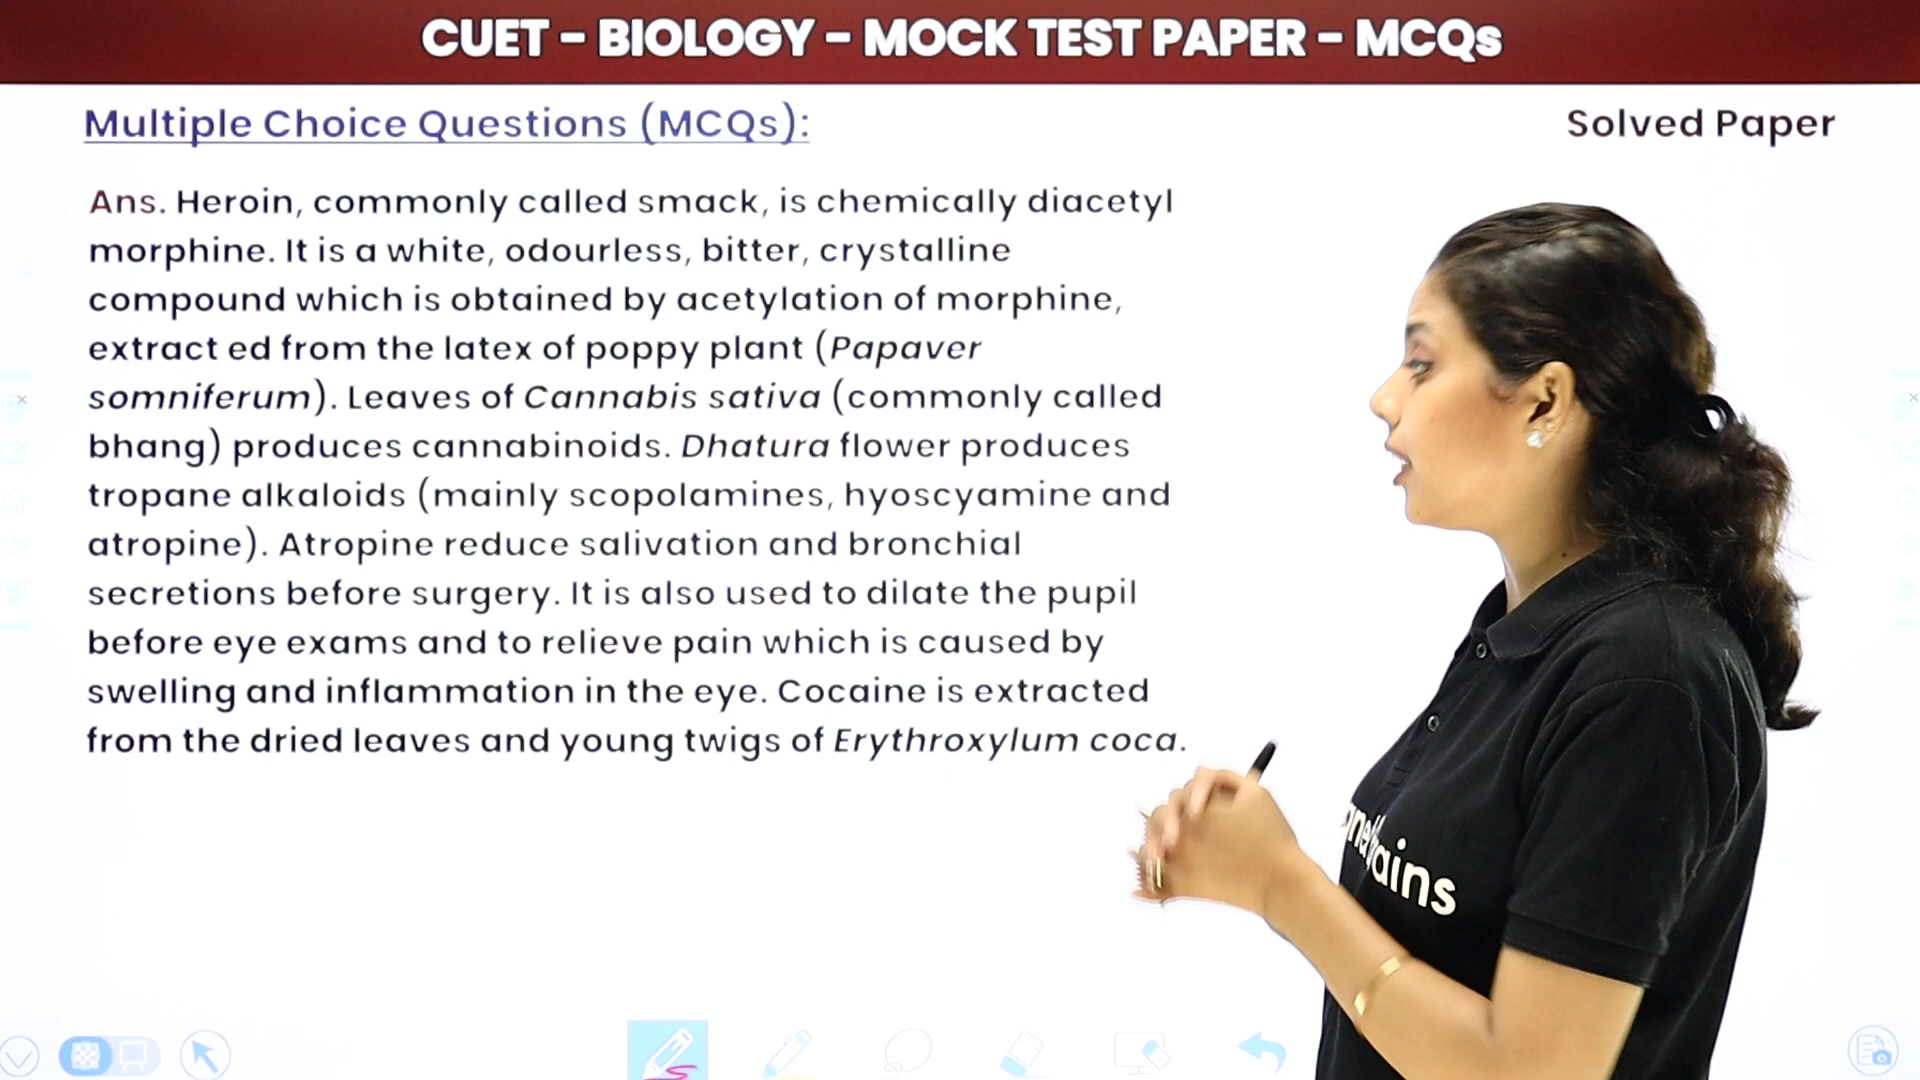 CUET - BIOLOGY - MOCK TEST PAPER - MCQs
Multiple Choice Questions (MCQs):
Solved Paper
Ans. Heroin, commonly called smack, is chemically diacetyl
morphine. It is a white, odourless, bitter, crystalline
compound which is obtained by acetylation of morphine,
extract ed from the latex of poppy plant (Papaver
somniferum). Leaves of Cannabis sativa (commonly called
bhang) produces cannabinoids. Dhatura flower produces
tropane alkaloids (mainly scopolamines, hyoscyamine and
atropine). Atropine reduce salivation and bronchial
secretions before surgery. It is also used to dilate the pupil
before eye exams and to relieve pain which is caused by
swelling and inflammation in the eye. Cocaine is extracted
from the dried leaves and young twigs of Erythroxylum coca.